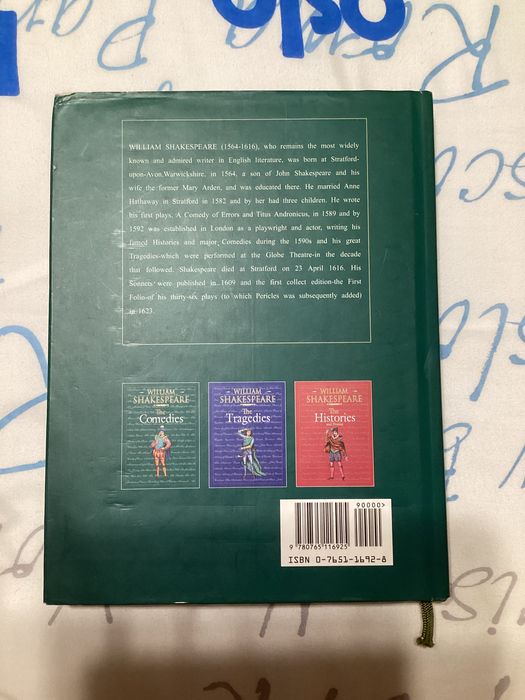 oslo
WILLIAM SHAKESPEARE (1564-1616), who remains the most widely
known and admired writer in English literature, was born at Stratford-
upon-Avon,Warwickshire, in 1564, a son of John Shakespeare and his
wife the former Mary Arden, and was educated there. He married Anne
Hathaway in Stratford in 1582 and by her had three children. He wrote
his first plays. A Comedy of Errors and Titus Andronicus, in 1589 and by
1592 was established in London as a playwright and actor, writing his
famed Histories and major Comedies during the 1590s and his great
Tragedies-which were performed at the Globe Theatre-in the decade
that followed. Shakespeare died at Stratford on 23 April 1616. His
Sonnets were published in 1609 and the first collect edition-the First
Folio-of his thirty-six plays (to which Pericles was subsequently added)
in 1623.
WILLIAM
SHAKESPEARE
The
Comedies
WILLIAM
SHAKESPEARE
The
Tragedies
WILLIAM
SHAKESPEARE
The
Histories
90000>
9 780765 116925
ISBN 0-7651-1692-8